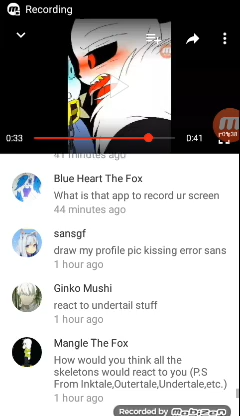 Recording
0:33
0:41
00:38
41 minutes ago
Blue Heart The Fox
What is that app to record ur screen
44 minutes ago
sansgf
draw my profile pic kissing error sans
1 hour ago
Ginko Mushi
react to undertail stuff
1 hour ago
Mangle The Fox
How would you think all the
skeletons would react to you (P.S
From Inktale,Outertale,Undertale,etc.)
1 hour ago
Recorded by MOBIZEN